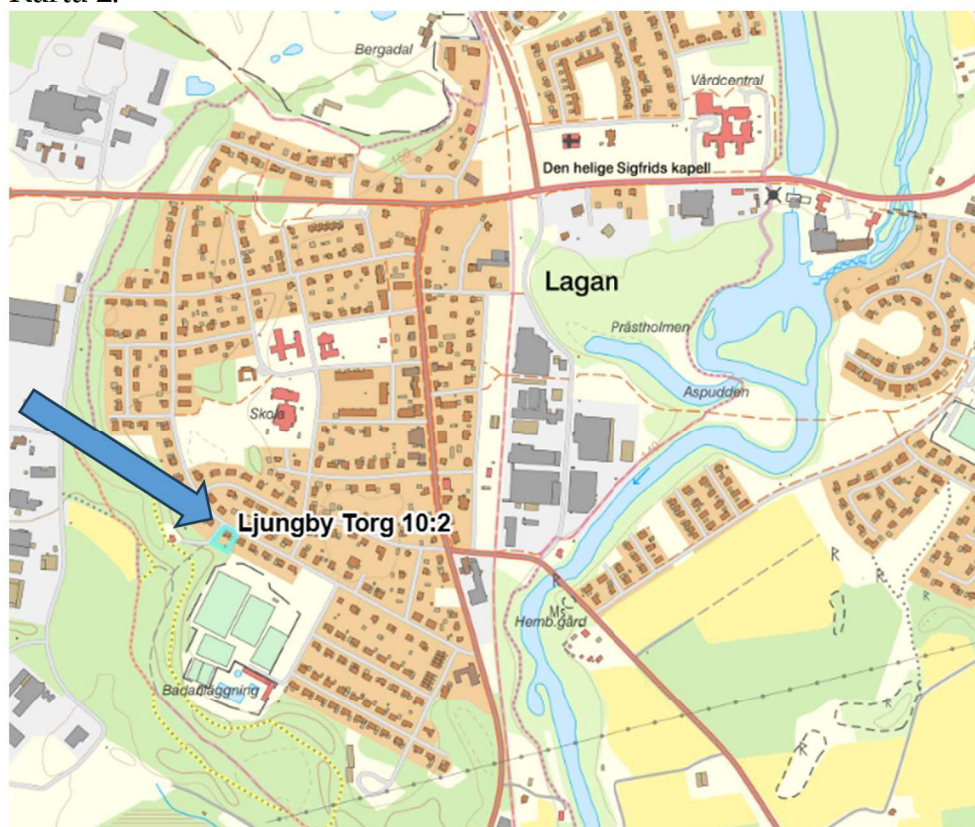 Karta 2.
Bergadal
Vårdcentral
Den helige Sigfrids kapell
Lagan
Prästholmen
Aspudden
Skola
Ljungby Torg 10:2
Hemb.gård
Badanläggning
R
R
R
R
R
R